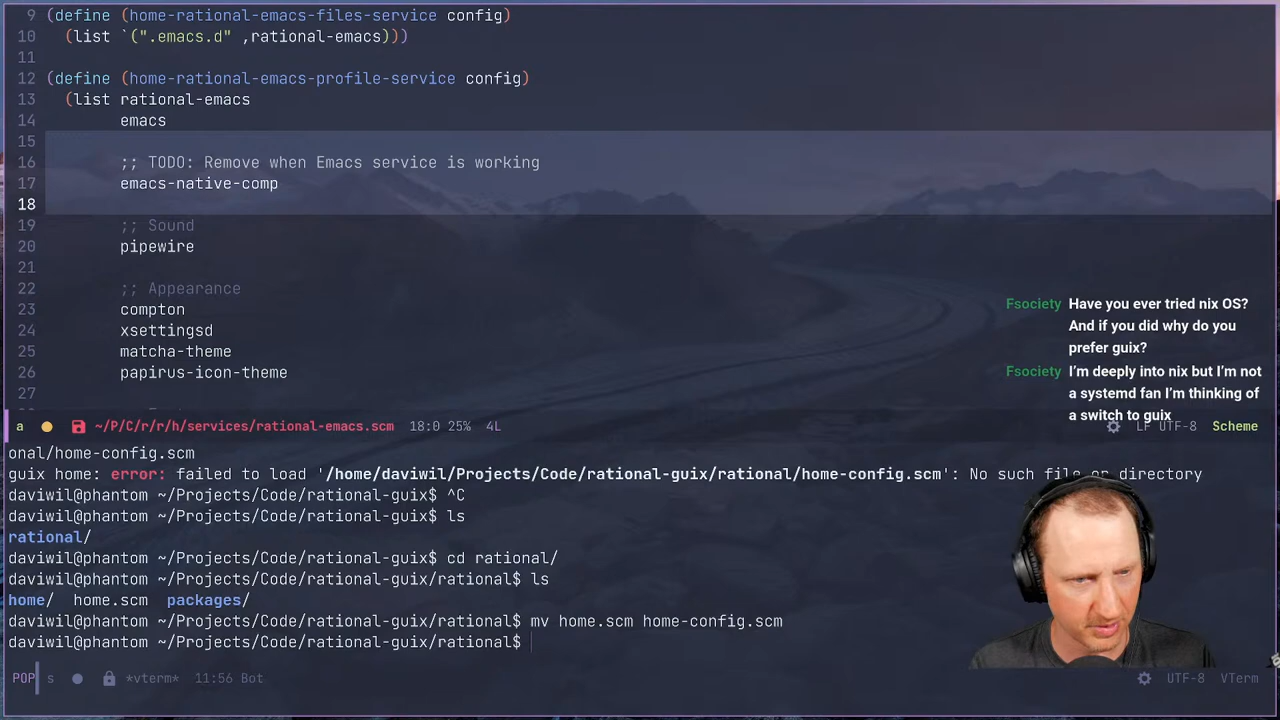 9 (define (home-rational-emacs-files-service config)
10 (list `(".emacs.d" ,rational-emacs)))
11
12 (define (home-rational-emacs-profile-service config)
13 (list rational-emacs
14 emacs
15
16 ;; TODO: Remove when Emacs service is working
17 emacs-native-comp
18
19 ;; Sound
20 pipewire
21
22 ;; Appearance
23 compton
24 xsettingsd
25 matcha-theme
26 papirus-icon-theme
27
Fsociety Have you ever tried nix OS?
And if you did why do you
prefer guix?
Fsociety I'm deeply into nix but I'm not
a systemd fan I'm thinking of
a switch to guix
a ~/P/C/r/r/h/services/rational-emacs.scm 18:0 25% 4L LF UTF-8 Scheme
onal/home-config.scm
guix home: error: failed to load '/home/daviwil/Projects/Code/rational-guix/rational/home-config.scm': No such file or directory
daviwil@phantom ~/Projects/Code/rational-guix$ ^C
daviwil@phantom ~/Projects/Code/rational-guix$ ls
rational/
daviwil@phantom ~/Projects/Code/rational-guix$ cd rational/
daviwil@phantom ~/Projects/Code/rational-guix/rational$ ls
home/ home.scm packages/
daviwil@phantom ~/Projects/Code/rational-guix/rational$ mv home.scm home-config.scm
daviwil@phantom ~/Projects/Code/rational-guix/rational$
POP s *vterm* 11:56 Bot UTF-8 VTerm